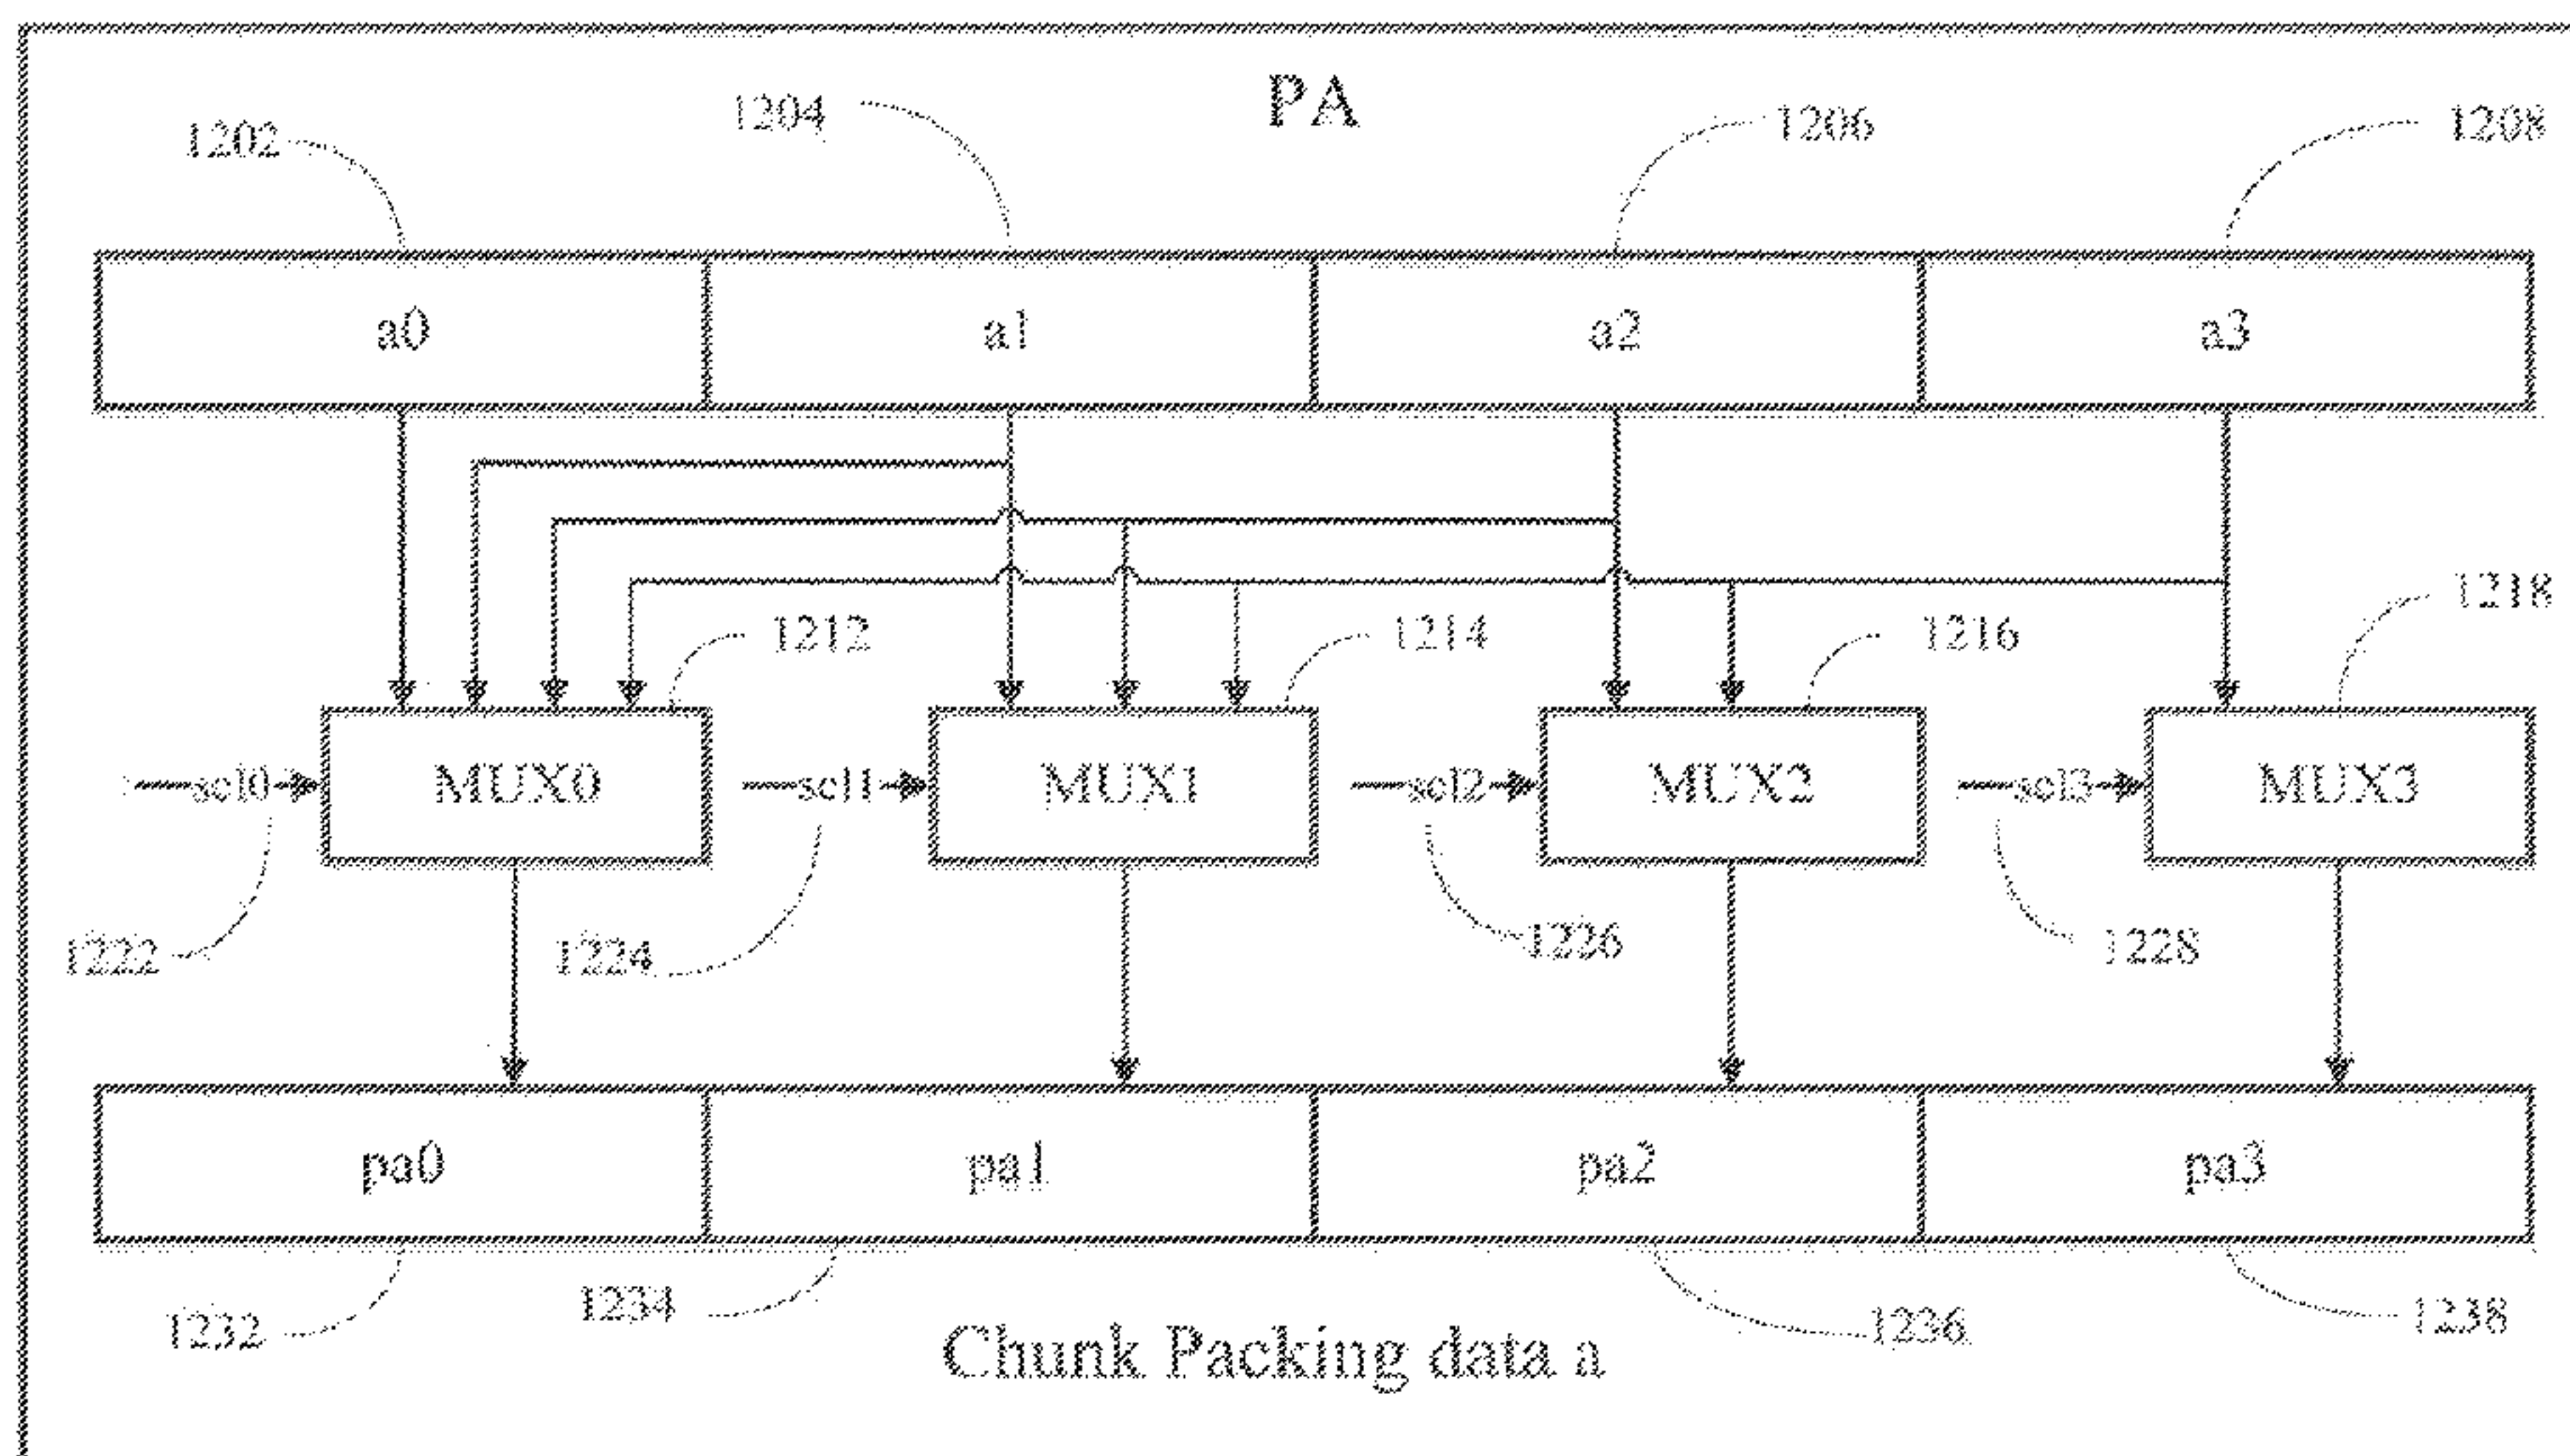 PA
1202 1204 1206 1208
a0 a1 a2 a3
1212 1214 1216 1218
sel0 MUX0 sel1 MUX1 sel2 MUX2 sel3 MUX3
1222 1224 1226 1228
pa0 pa1 pa2 pa3
1232 1234 1236 1238
Chunk Packing data a